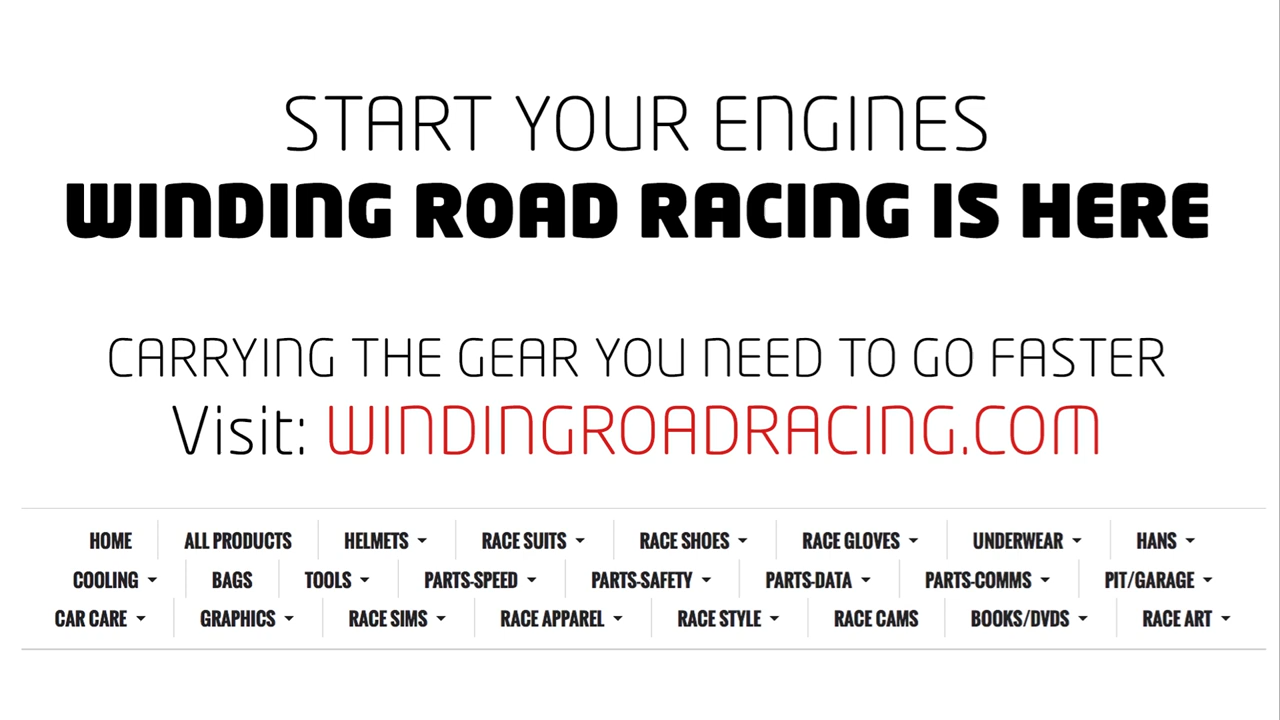 START YOUR ENGINES
WINDING ROAD RACING IS HERE
CARRYING THE GEAR YOU NEED TO GO FASTER
Visit: WINDINGROADRACING.COM
HOME ALL PRODUCTS HELMETS RACE SUITS RACE SHOES RACE GLOVES UNDERWEAR HANS
COOLING BAGS TOOLS PARTS-SPEED PARTS-SAFETY PARTS-DATA PARTS-COMMS PIT/GARAGE
CAR CARE GRAPHICS RACE SIMS RACE APPAREL RACE STYLE RACE CAMS BOOKS/DVDS RACE ART